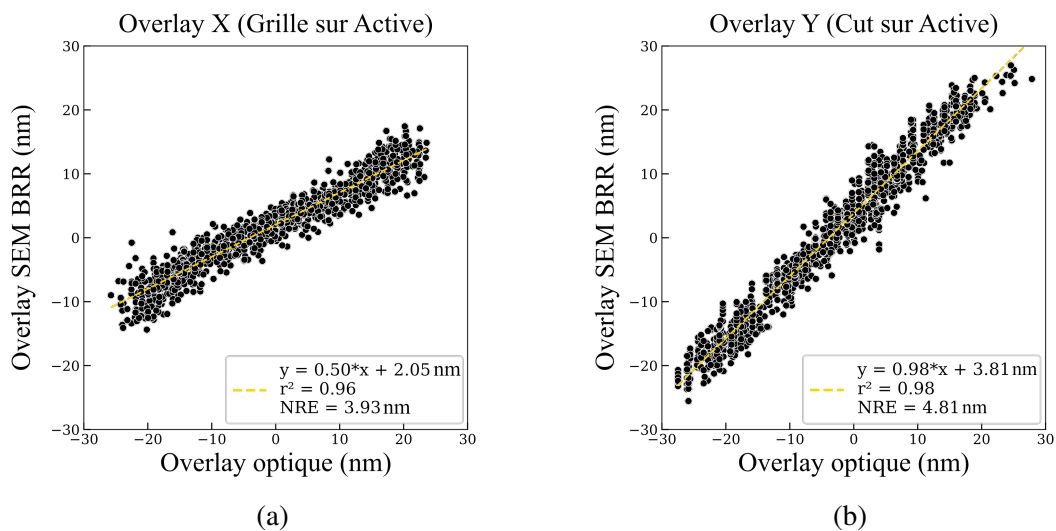 Overlay X (Grille sur Active)
30
20
10
0
−10
−20
−30
−30
−20
−10
0
10
20
30
Overlay SEM BRR (nm)
Overlay optique (nm)
y = 0.50*x + 2.05 nm
r² = 0.96
NRE = 3.93 nm
(a)
Overlay Y (Cut sur Active)
30
20
10
0
−10
−20
−30
−30
−20
−10
0
10
20
30
Overlay SEM BRR (nm)
Overlay optique (nm)
y = 0.98*x + 3.81 nm
r² = 0.98
NRE = 4.81 nm
(b)